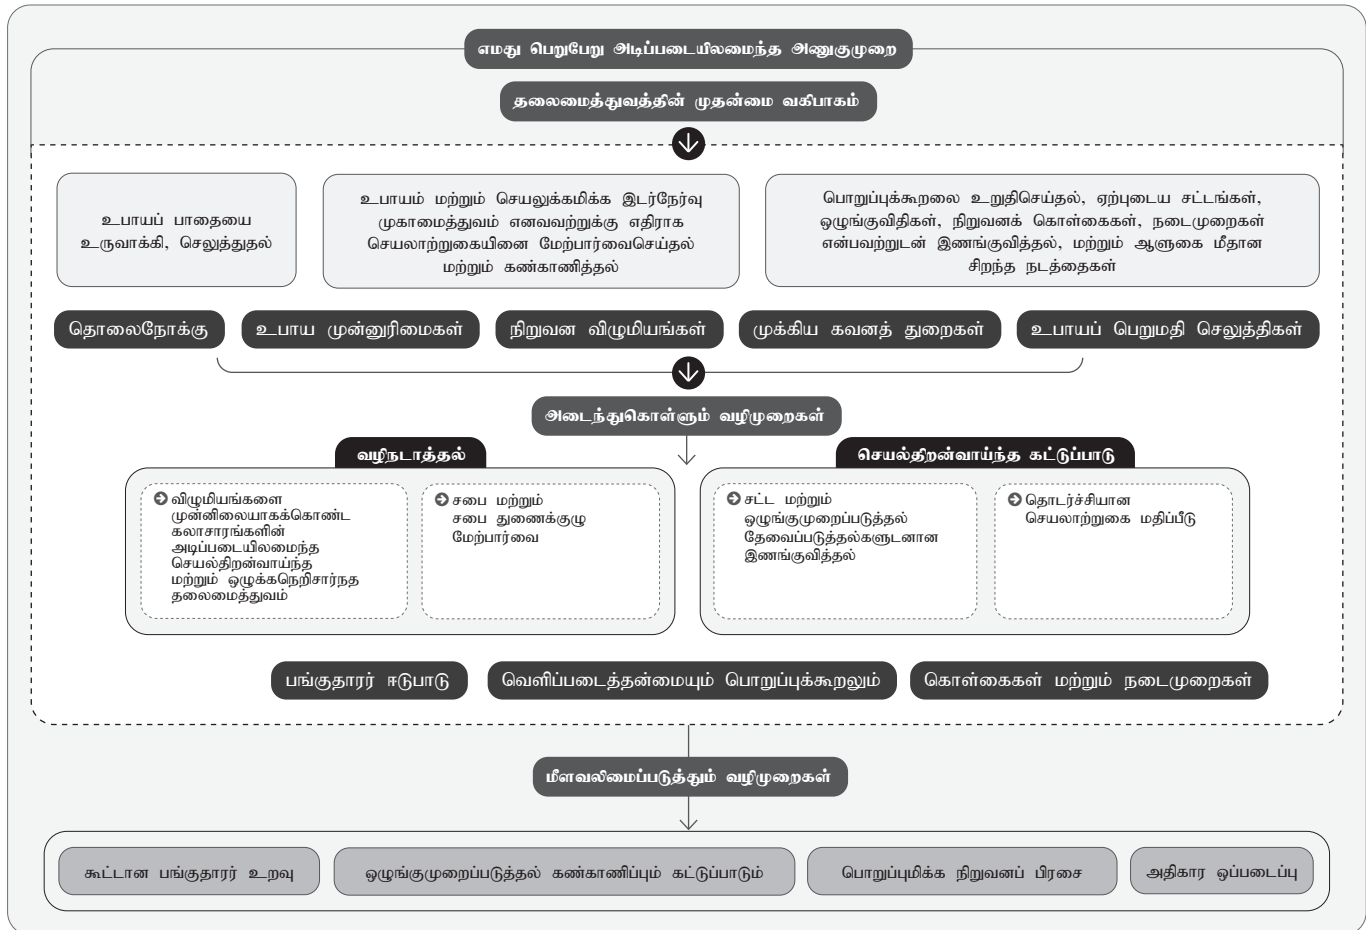 எமது பெறுபேறு அடிப்படையிலமைந்த அணுகுமுறை
தலைமைத்துவத்தின் முதன்மை வகிபாகம்
உபாயப் பாதையை
உருவாக்கி, செலுத்துதல்
உபாயம் மற்றும் செயலுக்கமிக்க இடர்நேர்வு
முகாமைத்துவம் எனவவற்றுக்கு எதிராக
செயலாற்றுகையினை மேற்பார்வைசெய்தல்
மற்றும் கண்காணித்தல்
பொறுப்புக்கூறலை உறுதிசெய்தல், ஏற்புடைய சட்டங்கள்,
ஒழுங்குவிதிகள், நிறுவனக் கொள்கைகள், நடைமுறைகள்
என்பவற்றுடன் இணங்குவித்தல், மற்றும் ஆளுகை மீதான
சிறந்த நடத்தைகள்
தொலைநோக்கு
உபாய முன்னுரிமைகள்
நிறுவன விழுமியங்கள்
முக்கிய கவனத் துறைகள்
உபாயப் பெறுமதி செலுத்திகள்
அடைந்துகொள்ளும் வழிமுறைகள்
வழிநடாத்தல்
விழுமியங்களை
முன்னிலையாகக்கொண்ட
கலாசாரங்களின்
அடிப்படையிலமைந்த
செயல்திறன்வாய்ந்த
மற்றும் ஒழுக்கநெறிசார்நத
தலைமைத்துவம்
சபை மற்றும்
சபை துணைக்குழு
மேற்பார்வை
செயல்திறன்வாய்ந்த கட்டுப்பாடு
சட்ட மற்றும்
ஒழுங்குமுறைப்படுத்தல்
தேவைப்படுத்தல்களுடனான
இணங்குவித்தல்
தொடர்ச்சியான
செயலாற்றுகை மதிப்பீடு
பங்குதாரர் ஈடுபாடு
வெளிப்படைத்தன்மையும் பொறுப்புக்கூறலும்
கொள்கைகள் மற்றும் நடைமுறைகள்
மீளவலிமைப்படுத்தும் வழிமுறைகள்
கூட்டான பங்குதாரர் உறவு
ஒழுங்குமுறைப்படுத்தல் கண்காணிப்பும் கட்டுப்பாடும்
பொறுப்புமிக்க நிறுவனப் பிரசை
அதிகார ஒப்படைப்பு